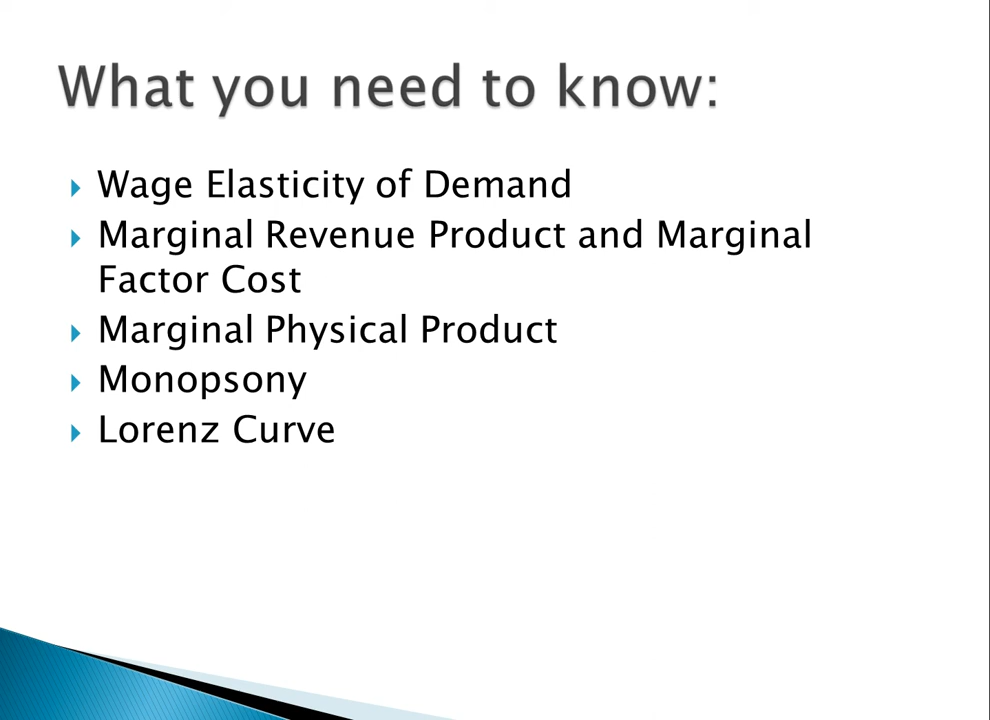 What you need to know:
Wage Elasticity of Demand
Marginal Revenue Product and Marginal
Factor Cost
Marginal Physical Product
Monopsony
Lorenz Curve